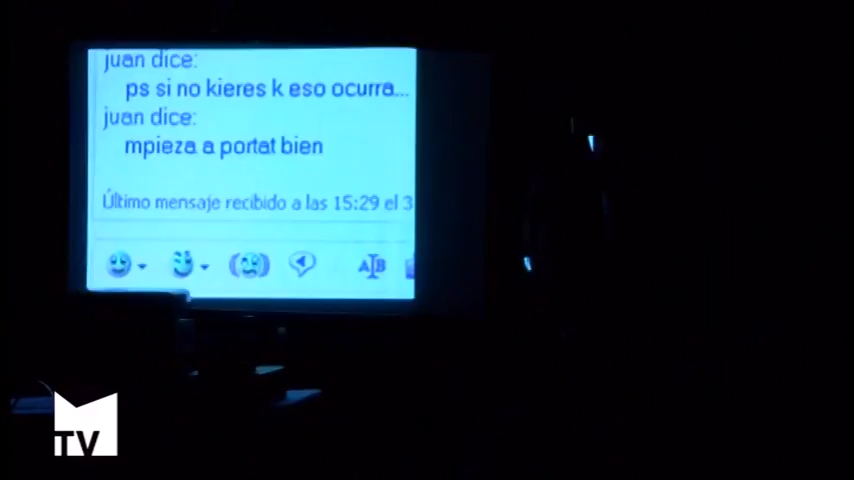 juan dice:
ps si no kieres k eso ocurra...
juan dice:
mpieza a portat bien
Último mensaje recibido a las 15:29 el 3
AB
TV